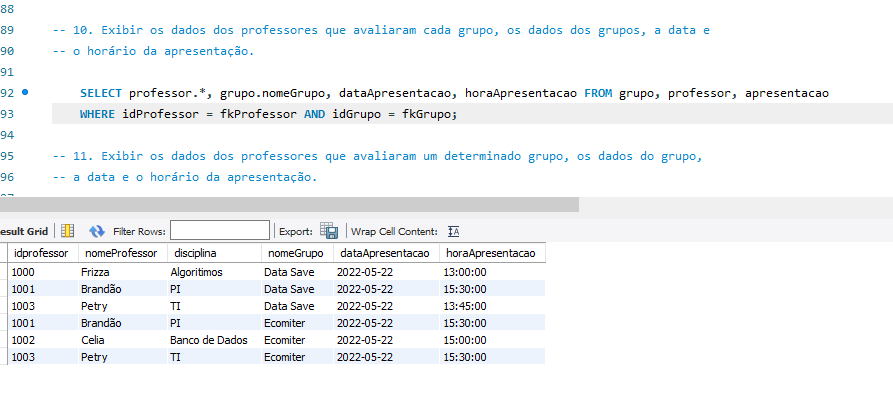 88
89 -- 10. Exibir os dados dos professores que avaliaram cada grupo, os dados dos grupos, a data e
90 -- o horário da apresentação.
91
92 SELECT professor.*, grupo.nomeGrupo, dataApresentacao, horaApresentacao FROM grupo, professor, apresentacao
93 WHERE idProfessor = fkProfessor AND idGrupo = fkGrupo;
94
95 -- 11. Exibir os dados dos professores que avaliaram um determinado grupo, os dados do grupo,
96 -- a data e o horário da apresentação.
esult Grid Filter Rows: Export: Wrap Cell Content:
idprofessor nomeProfessor disciplina nomeGrupo dataApresentacao horaApresentacao
1000 Frizza Algoritimos Data Save 2022-05-22 13:00:00
1001 Brandão PI Data Save 2022-05-22 15:30:00
1003 Petry TI Data Save 2022-05-22 13:45:00
1001 Brandão PI Ecomiter 2022-05-22 15:30:00
1002 Celia Banco de Dados Ecomiter 2022-05-22 15:00:00
1003 Petry TI Ecomiter 2022-05-22 15:30:00